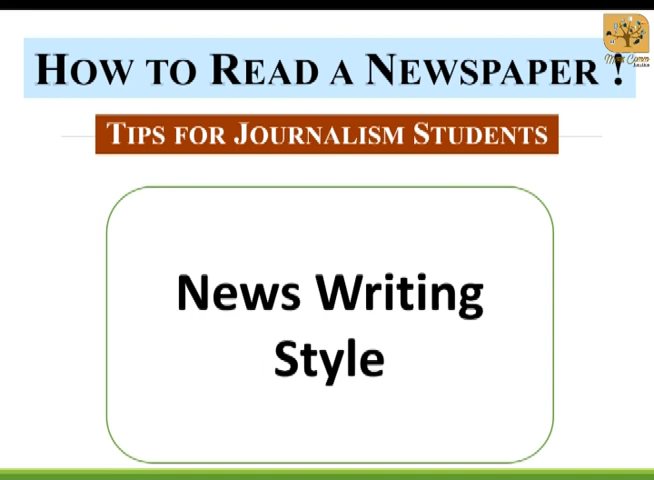 How to Read a Newspaper !
Tips for Journalism Students
News Writing
Style